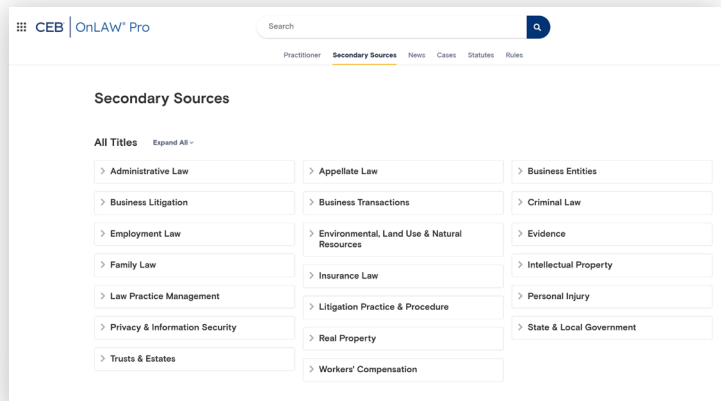 CEB OnLAW® Pro
Search
Practitioner Secondary Sources News Cases Statutes Rules
Secondary Sources
All Titles Expand All
Administrative Law
Appellate Law
Business Entities
Business Litigation
Business Transactions
Criminal Law
Employment Law
Environmental, Land Use & Natural
Resources
Evidence
Family Law
Insurance Law
Intellectual Property
Law Practice Management
Litigation Practice & Procedure
Personal Injury
Privacy & Information Security
Real Property
State & Local Government
Trusts & Estates
Workers' Compensation